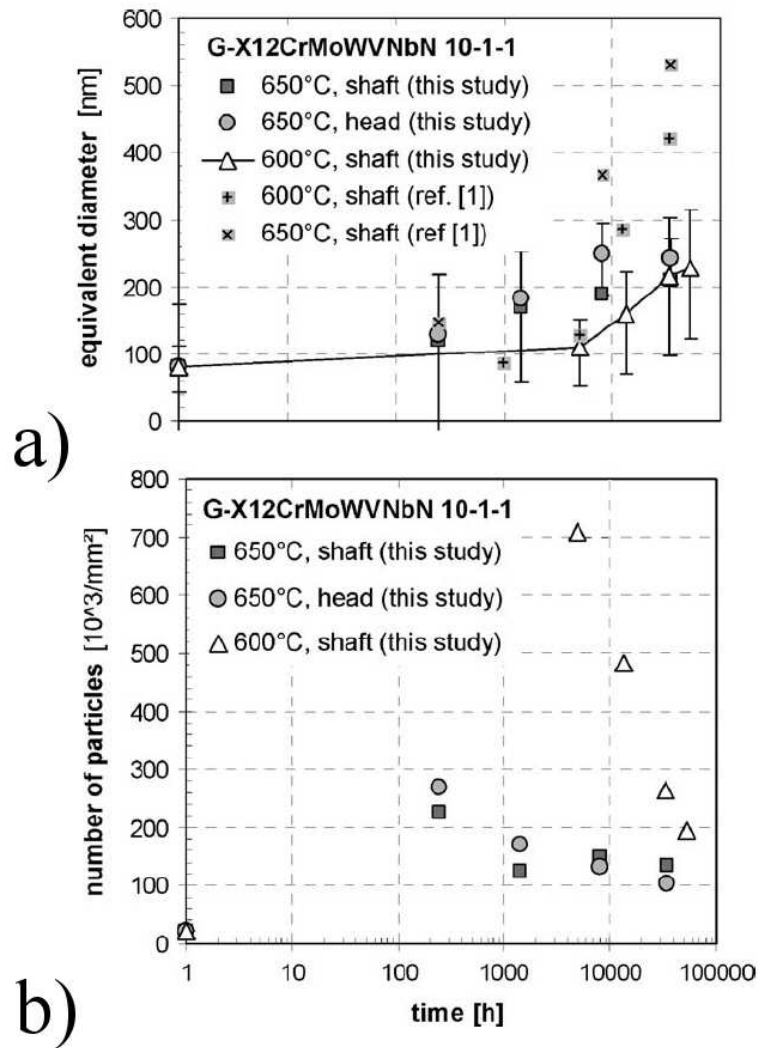 600
500
400
300
200
100
0
equivalent diameter [nm]
G-X12CrMoWVNbN 10-1-1
650°C, shaft (this study)
650°C, head (this study)
600°C, shaft (this study)
600°C, shaft (ref. [1])
650°C, shaft (ref [1])
a)
800
700
600
500
400
300
200
100
0
number of particles [10^3/mm²]
G-X12CrMoWVNbN 10-1-1
650°C, shaft (this study)
650°C, head (this study)
600°C, shaft (this study)
1 10 100 1000 10000 100000
time [h]
b)